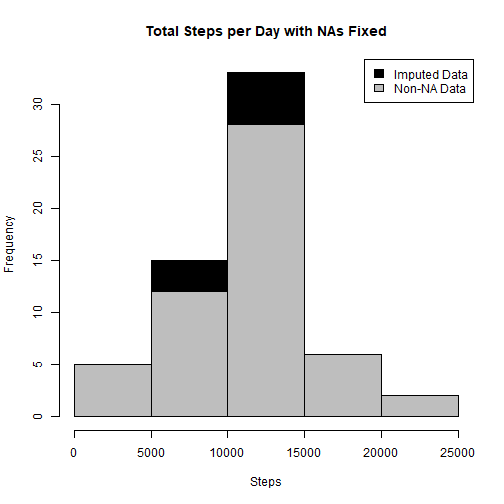 Total Steps per Day with NAs Fixed
Imputed Data
Non-NA Data
Frequency
30
25
20
15
10
5
0
0 5000 10000 15000 20000 25000
Steps